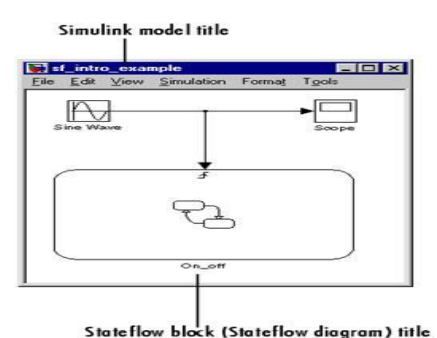 Simulink model title
sf_intro_example
File Edit View Simulation Format Tools
Sine Wave
Scope
On_off
Stateflow block (Stateflow diagram) title